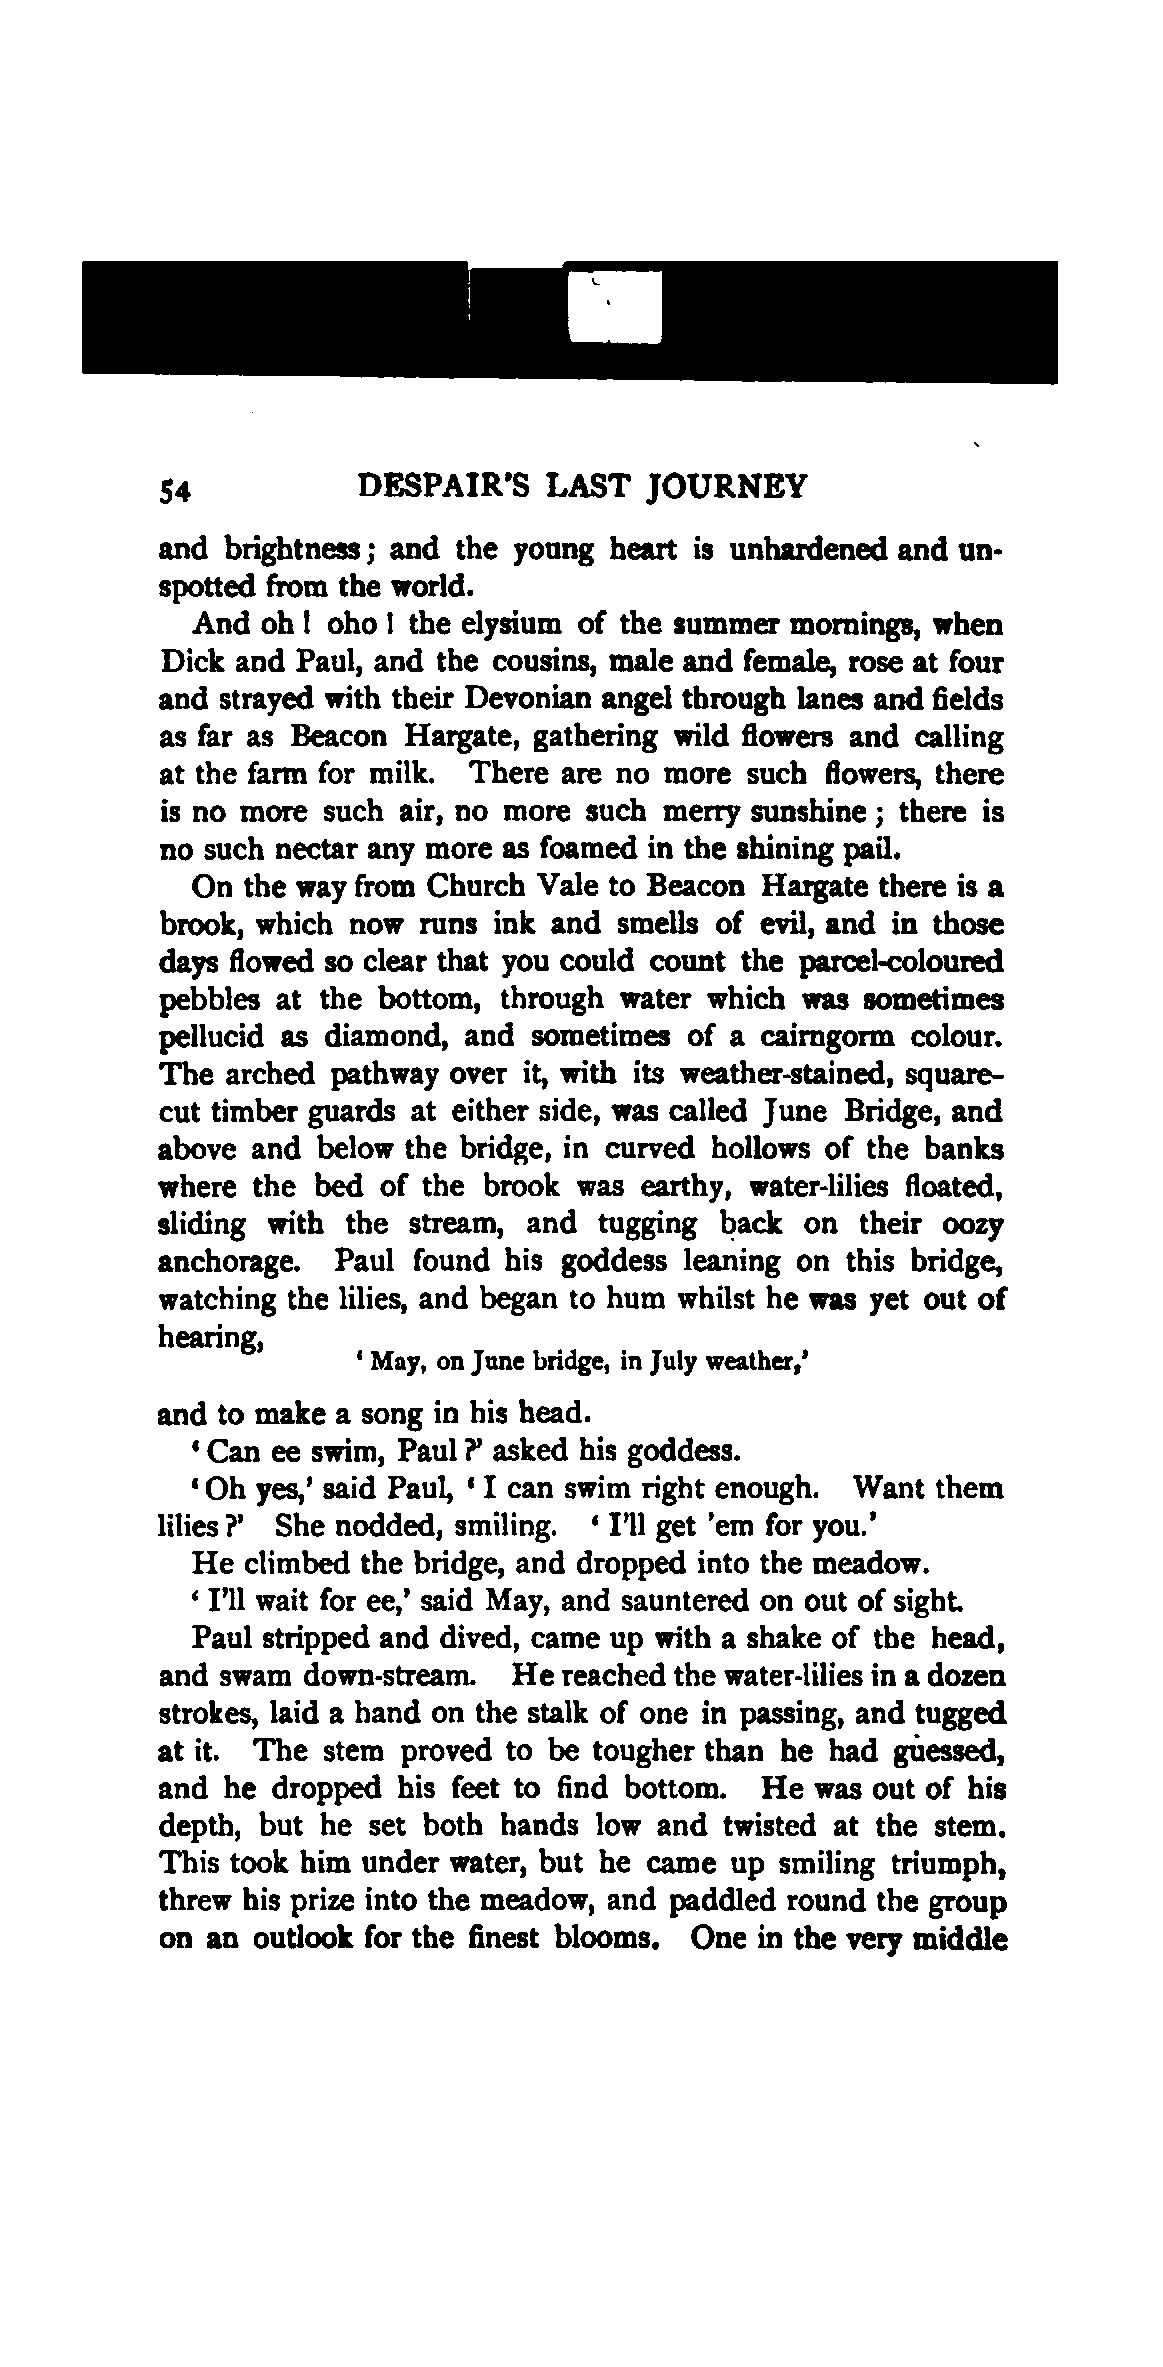 54 DESPAIR'S LAST JOURNEY
and brightness; and the young heart is unhardened and un-
spotted from the world.
And oh! oho! the elysium of the summer mornings, when
Dick and Paul, and the cousins, male and female, rose at four
and strayed with their Devonian angel through lanes and fields
as far as Beacon Hargate, gathering wild flowers and calling
at the farm for milk. There are no more such flowers, there
is no more such air, no more such merry sunshine; there is
no such nectar any more as foamed in the shining pail.
On the way from Church Vale to Beacon Hargate there is a
brook, which now runs ink and smells of evil, and in those
days flowed so clear that you could count the parcel-coloured
pebbles at the bottom, through water which was sometimes
pellucid as diamond, and sometimes of a cairngorm colour.
The arched pathway over it, with its weather-stained, square-
cut timber guards at either side, was called June Bridge, and
above and below the bridge, in curved hollows of the banks
where the bed of the brook was earthy, water-lilies floated,
sliding with the stream, and tugging back on their oozy
anchorage. Paul found his goddess leaning on this bridge,
watching the lilies, and began to hum whilst he was yet out of
hearing,
'May, on June bridge, in July weather,'
and to make a song in his head.
'Can ee swim, Paul?' asked his goddess.
'Oh yes,' said Paul, 'I can swim right enough. Want them
lilies?' She nodded, smiling. 'I'll get 'em for you.'
He climbed the bridge, and dropped into the meadow.
'I'll wait for ee,' said May, and sauntered on out of sight.
Paul stripped and dived, came up with a shake of the head,
and swam down-stream. He reached the water-lilies in a dozen
strokes, laid a hand on the stalk of one in passing, and tugged
at it. The stem proved to be tougher than he had guessed,
and he dropped his feet to find bottom. He was out of his
depth, but he set both hands low and twisted at the stem.
This took him under water, but he came up smiling triumph,
threw his prize into the meadow, and paddled round the group
on an outlook for the finest blooms. One in the very middle